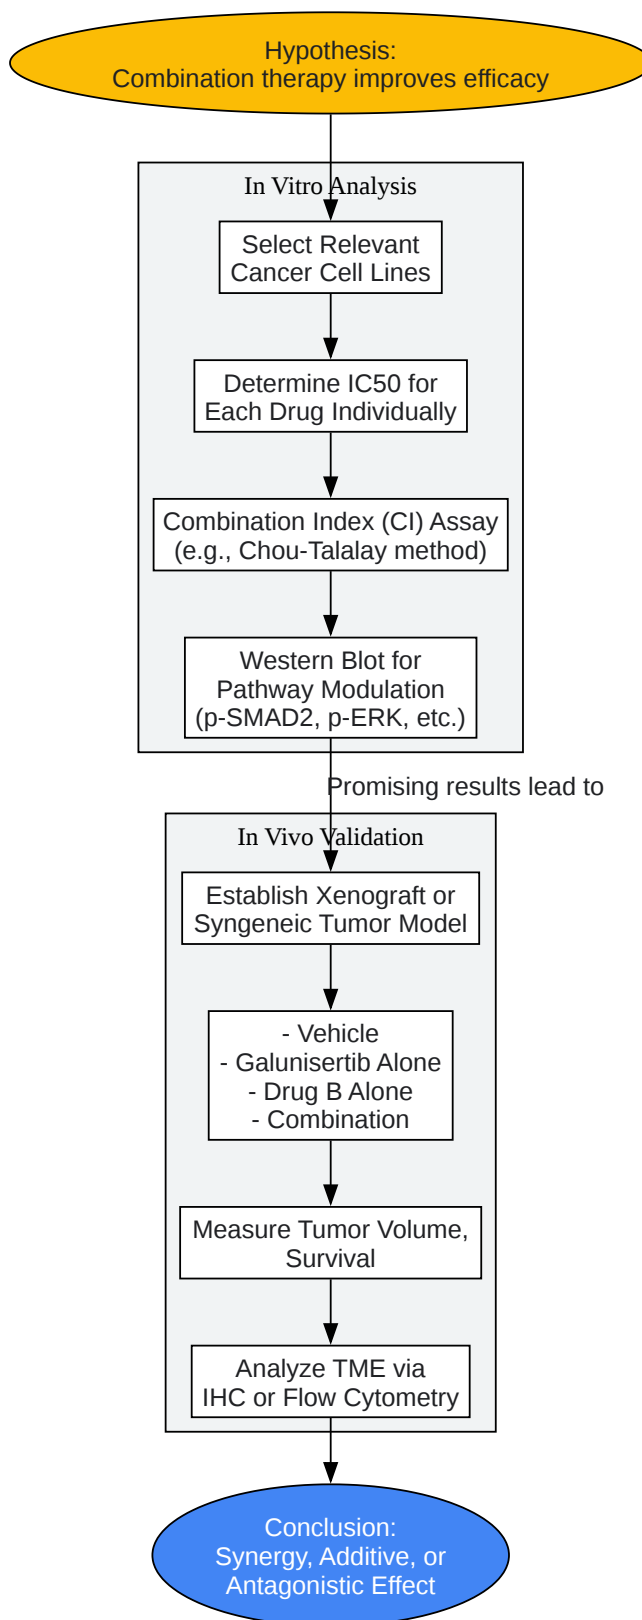 Hypothesis:
Combination therapy improves efficacy
In Vitro Analysis
Select Relevant
Cancer Cell Lines
Determine IC50 for
Each Drug Individually
Combination Index (CI) Assay
(e.g., Chou-Talalay method)
Western Blot for
Pathway Modulation
(p-SMAD2, p-ERK, etc.)
Promising results lead to
In Vivo Validation
Establish Xenograft or
Syngeneic Tumor Model
- Vehicle
- Galunisertib Alone
- Drug B Alone
- Combination
Measure Tumor Volume,
Survival
Analyze TME via
IHC or Flow Cytometry
Conclusion:
Synergy, Additive, or
Antagonistic Effect